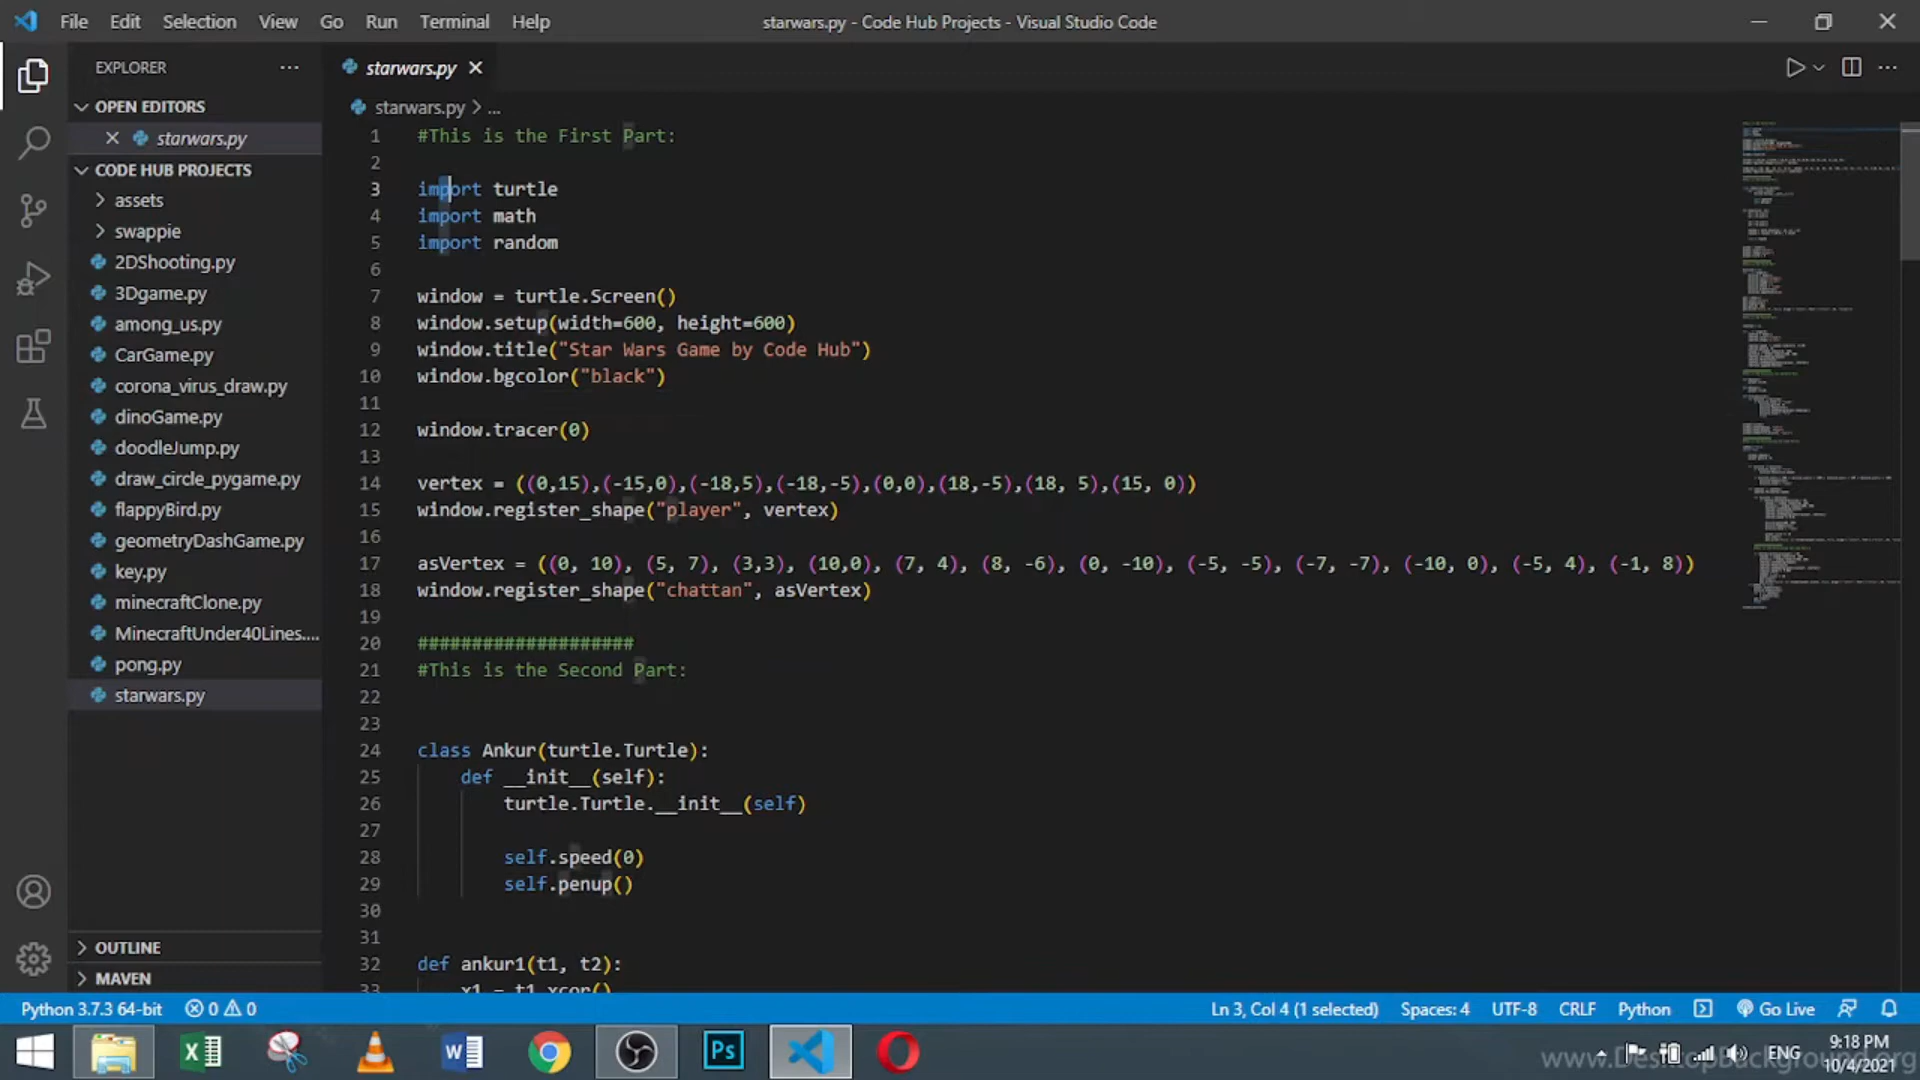 File Edit Selection View Go Run Terminal Help
starwars.py - Code Hub Projects - Visual Studio Code
EXPLORER
OPEN EDITORS
starwars.py
CODE HUB PROJECTS
assets
swappie
2DShooting.py
3Dgame.py
among_us.py
CarGame.py
corona_virus_draw.py
dinoGame.py
doodleJump.py
draw_circle_pygame.py
flappyBird.py
geometryDashGame.py
key.py
minecraftClone.py
MinecraftUnder40Lines....
pong.py
starwars.py
OUTLINE
MAVEN
starwars.py
starwars.py > ...
1 #This is the First Part:
2
3 import turtle
4 import math
5 import random
6
7 window = turtle.Screen()
8 window.setup(width=600, height=600)
9 window.title("Star Wars Game by Code Hub")
10 window.bgcolor("black")
11
12 window.tracer(0)
13
14 vertex = ((0,15),(-15,0),(-18,5),(-18,-5),(0,0),(18,-5),(18, 5),(15, 0))
15 window.register_shape("player", vertex)
16
17 asVertex = ((0, 10), (5, 7), (3,3), (10,0), (7, 4), (8, -6), (0, -10), (-5, -5), (-7, -7), (-10, 0), (-5, 4), (-1, 8))
18 window.register_shape("chattan", asVertex)
19
20 ####################
21 #This is the Second Part:
22
23
24 class Ankur(turtle.Turtle):
25 def __init__(self):
26 turtle.Turtle.__init__(self)
27
28 self.speed(0)
29 self.penup()
30
31
32 def ankur1(t1, t2):
33 x1 = t1.xcor()
Python 3.7.3 64-bit 0 0
Ln 3, Col 4 (1 selected) Spaces: 4 UTF-8 CRLF Python Go Live
W
Ps
ENG
9:18 PM
10/4/2021
www.DesktopBackground.org